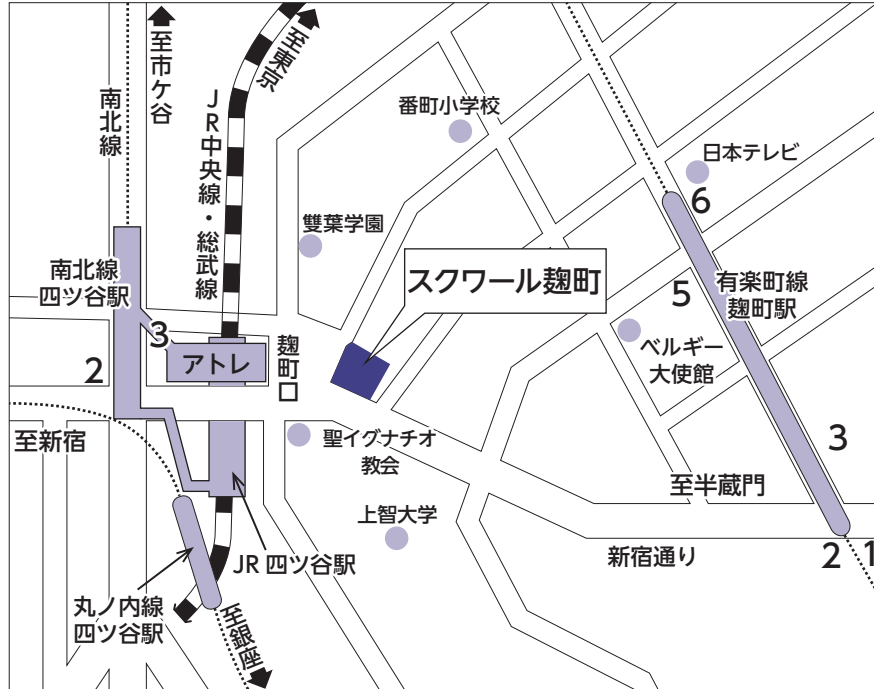 至市ケ谷
南北線
JR中央線・総武線
至東京
番町小学校
日本テレビ
6
雙葉学園
南北線
四ツ谷駅
スクワール麹町
有楽町線
麹町駅
5
3
アトレ
麹町口
2
ベルギー
大使館
至新宿
聖イグナチオ
教会
3
至半蔵門
上智大学
新宿通り
2
1
JR 四ツ谷駅
丸ノ内線
四ツ谷駅
至銀座